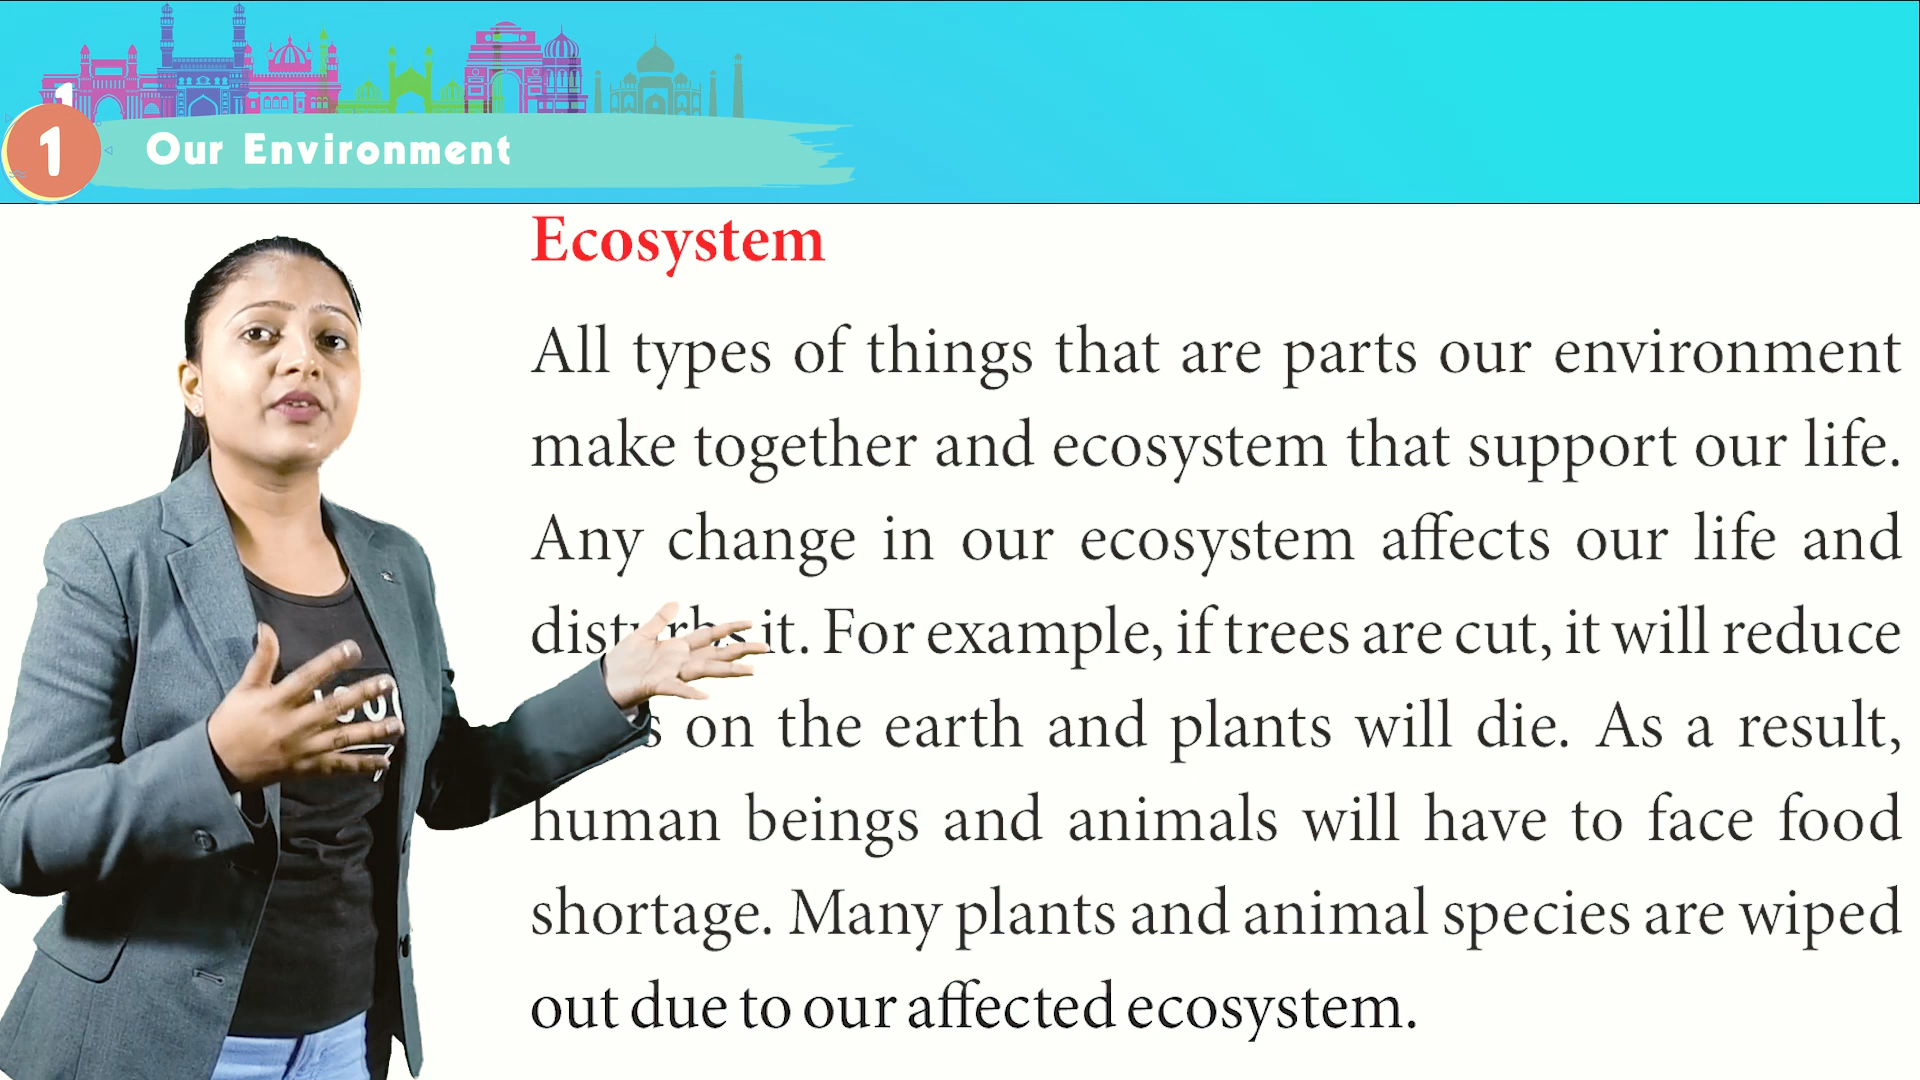 1
1 Our Environment
Ecosystem
All types of things that are parts our environment
make together and ecosystem that support our life.
Any change in our ecosystem affects our life and
disturbs it. For example, if trees are cut, it will reduce
on the earth and plants will die. As a result,
human beings and animals will have to face food
shortage. Many plants and animal species are wiped
out due to our affected ecosystem.